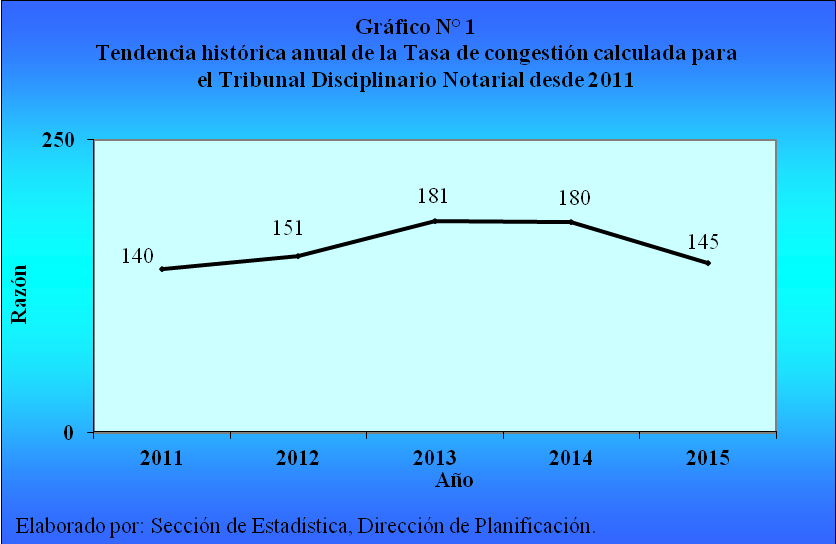 Gráfico N° 1
Tendencia histórica anual de la Tasa de congestión calculada para
el Tribunal Disciplinario Notarial desde 2011
250
181
180
151
145
140
Razón
0
2011 2012 2013 2014 2015
Año
Elaborado por: Sección de Estadística, Dirección de Planificación.